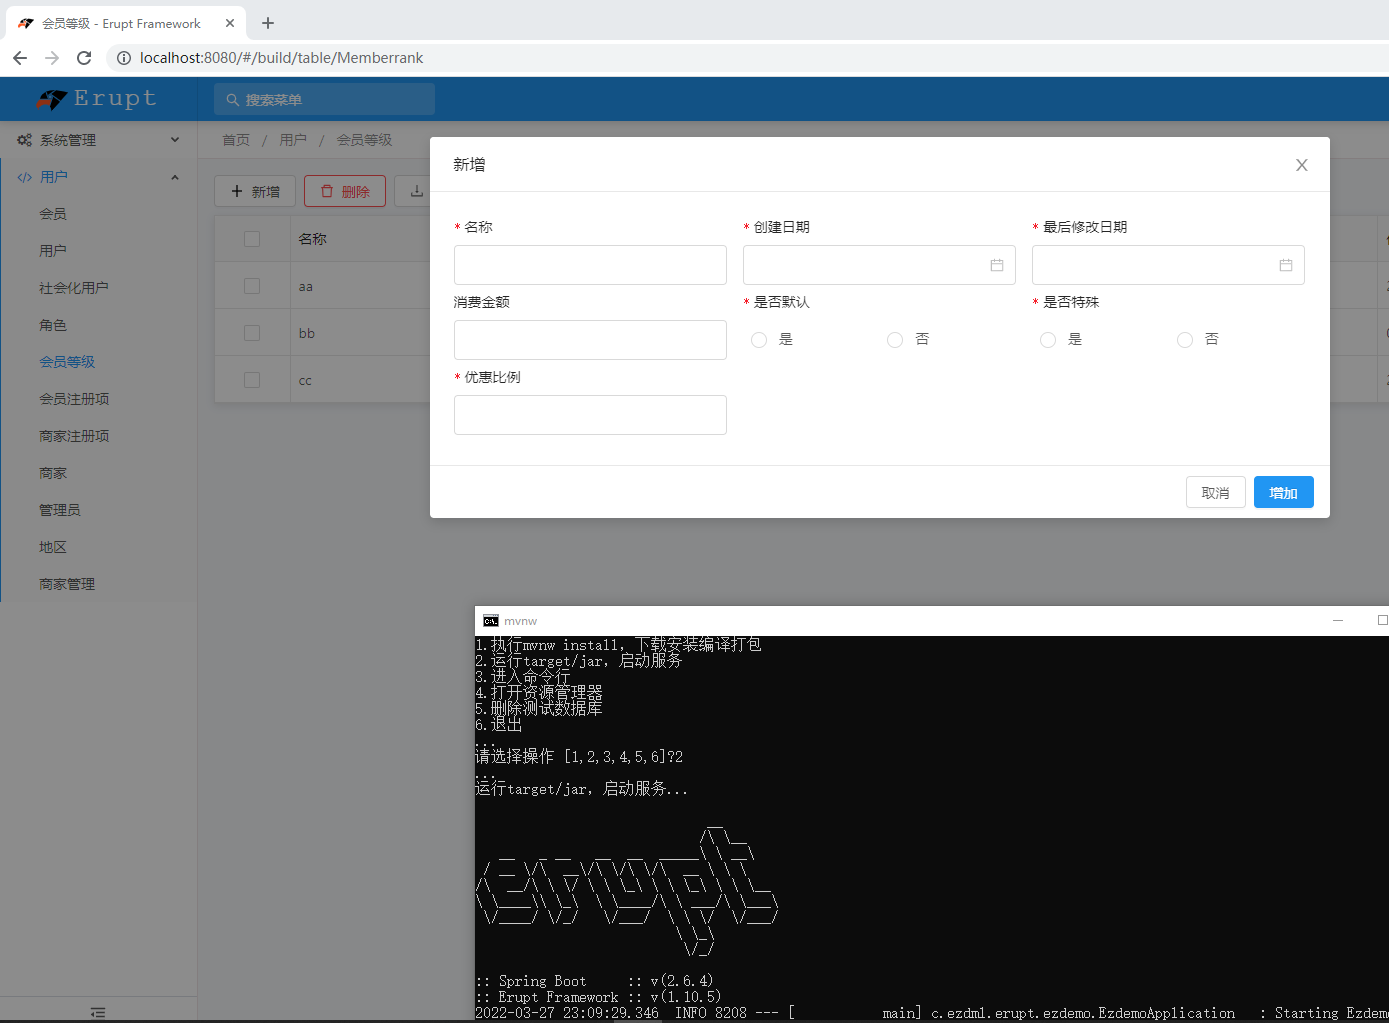 会员等级 - Erupt Framework
localhost:8080/#/build/table/Memberrank
Erupt
搜索菜单
系统管理
首页 / 用户 / 会员等级
用户
会员
用户
社会化用户
角色
会员等级
会员注册项
商家注册项
商家
管理员
地区
商家管理
新增
删除
名称
aa
bb
cc
新增
* 名称
* 创建日期
* 最后修改日期
消费金额
* 是否默认
* 是否特殊
是
否
是
否
* 优惠比例
取消
增加
mvnw
1.执行mvnw install, 下载安装编译打包
2.运行target/jar, 启动服务
3.进入命令行
4.打开资源管理器
5.删除测试数据库
6.退出
...
请选择操作 [1,2,3,4,5,6]?2
...
运行target/jar, 启动服务...
erupt
:: Spring Boot     :: v(2.6.4)
:: Erupt Framework :: v(1.10.5)
2022-03-27 23:09:29.346  INFO 8208 --- [           main] c.ezdml.erupt.ezdemo.EzdemoApplication   : Starting Ezdemo